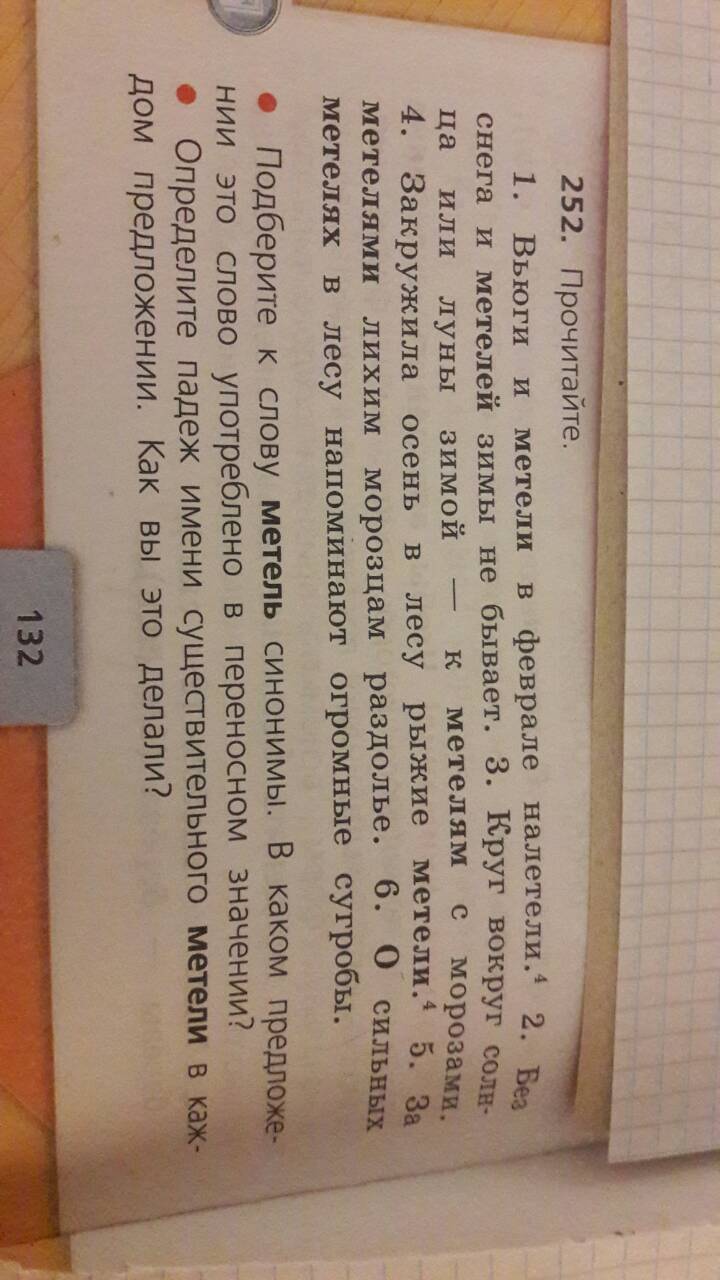 252. Прочитайте.
1. Вьюги и метели в феврале налетели.⁴ 2. Без
снега и метелей зимы не бывает. 3. Круг вокруг солн-
ца или луны зимой — к метелям с морозами.
4. Закружила осень в лесу рыжие метели.⁴ 5. За
метелями лихим морозцам раздолье. 6. О сильных
метелях в лесу напоминают огромные сугробы.
● Подберите к слову метель синонимы. В каком предложе-
нии это слово употреблено в переносном значении?
● Определите падеж имени существительного метели в каж-
дом предложении. Как вы это делали?
132